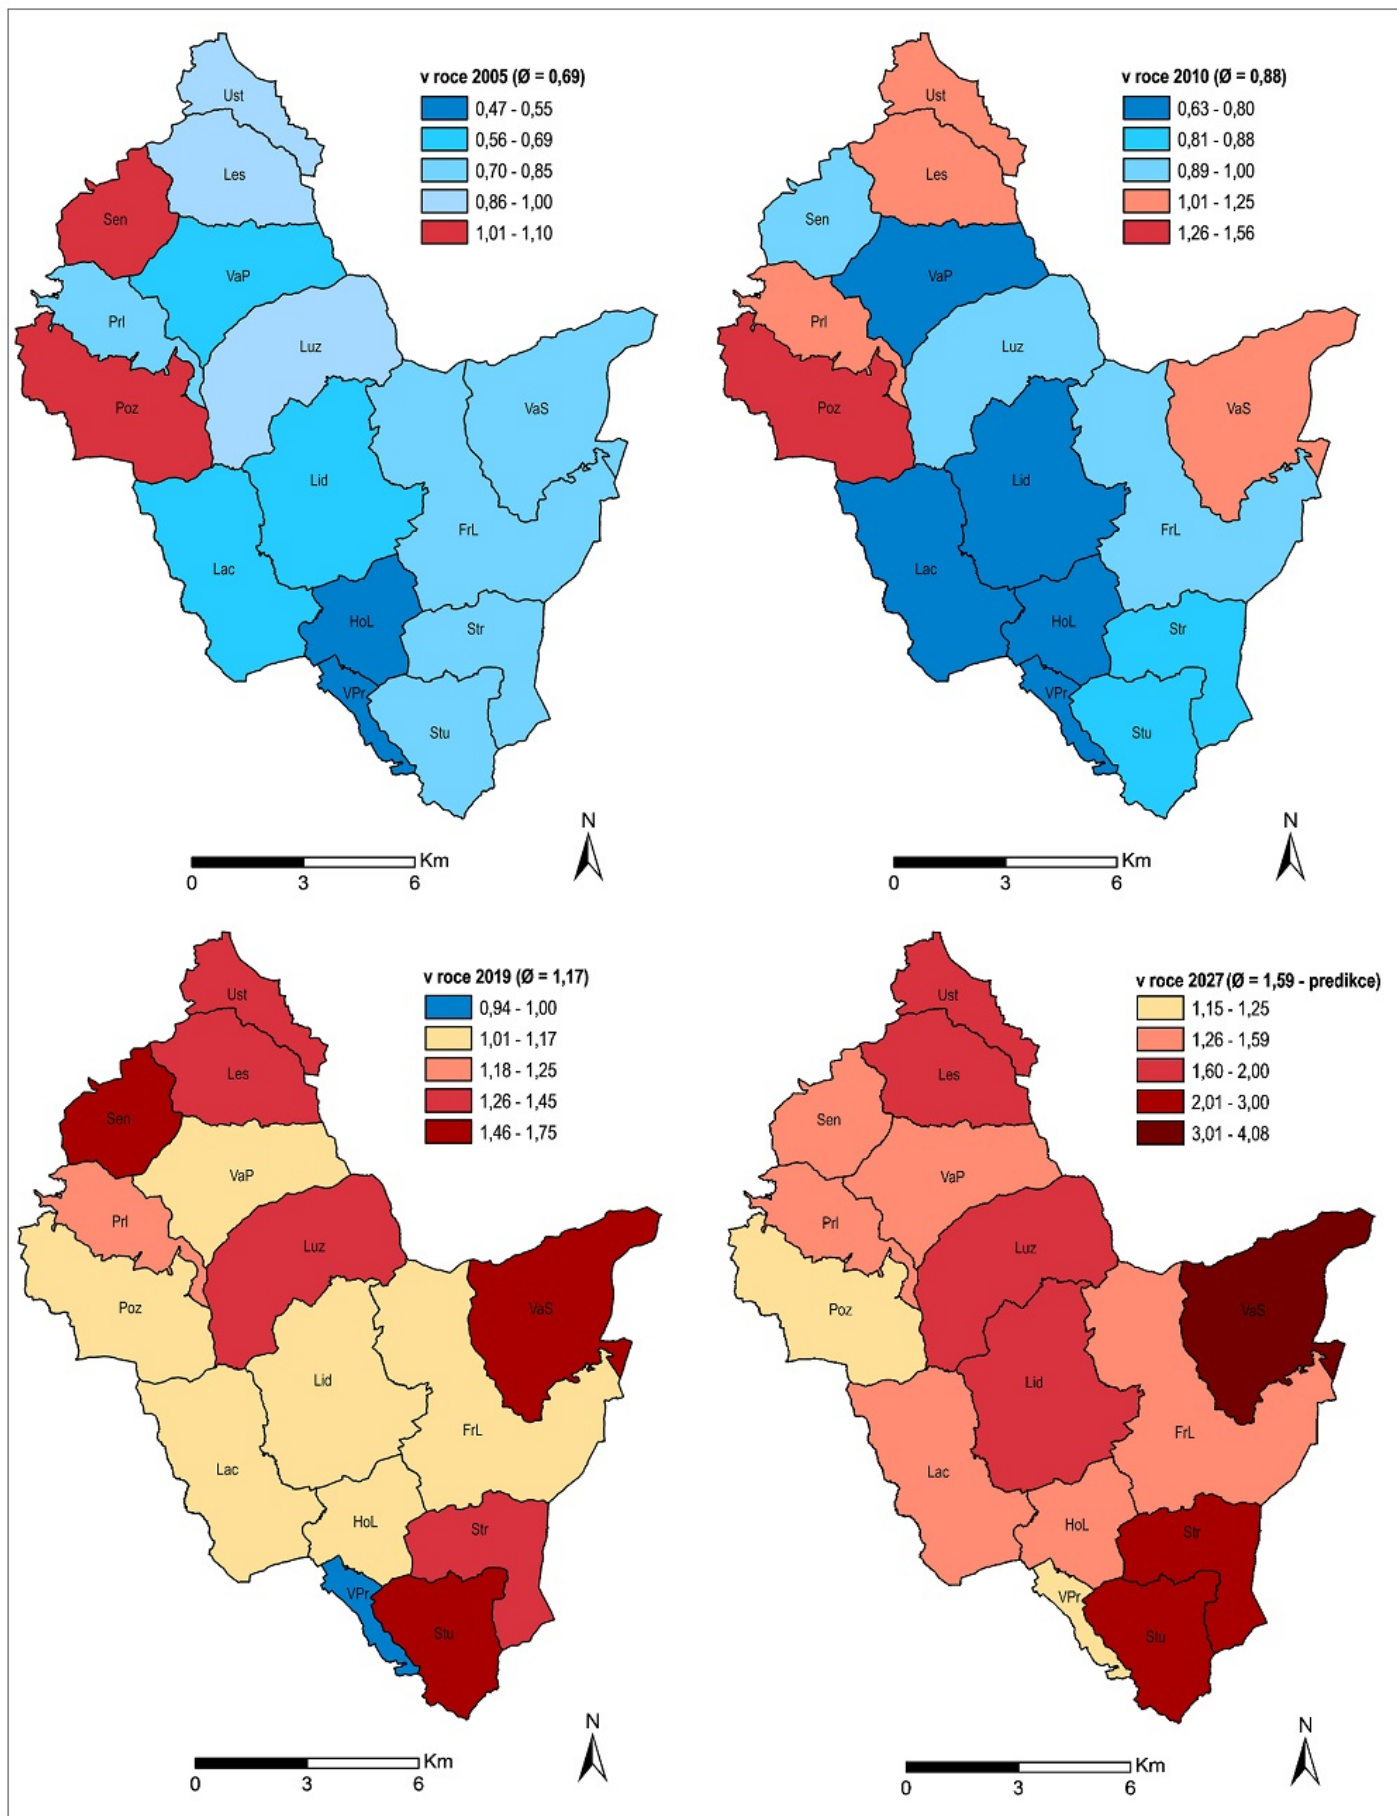 v roce 2005 (Ø = 0,69)
0,47 - 0,55
0,56 - 0,69
0,70 - 0,85
0,86 - 1,00
1,01 - 1,10
Ust
Les
Sen
VaP
Prl
Luz
Poz
VaS
Lid
FrL
Lac
HoL
Str
VPr
Stu
N
Km
0 3 6
v roce 2010 (Ø = 0,88)
0,63 - 0,80
0,81 - 0,88
0,89 - 1,00
1,01 - 1,25
1,26 - 1,56
Ust
Les
Sen
VaP
Prl
Luz
Poz
VaS
Lid
FrL
Lac
HoL
Str
VPr
Stu
N
Km
0 3 6
v roce 2019 (Ø = 1,17)
0,94 - 1,00
1,01 - 1,17
1,18 - 1,25
1,26 - 1,45
1,46 - 1,75
Ust
Les
Sen
VaP
Prl
Luz
Poz
VaS
Lid
FrL
Lac
HoL
Str
VPr
Stu
N
Km
0 3 6
v roce 2027 (Ø = 1,59 - predikce)
1,15 - 1,25
1,26 - 1,59
1,60 - 2,00
2,01 - 3,00
3,01 - 4,08
Ust
Les
Sen
VaP
Prl
Luz
Poz
VaS
Lid
FrL
Lac
HoL
Str
VPr
Stu
N
Km
0 3 6